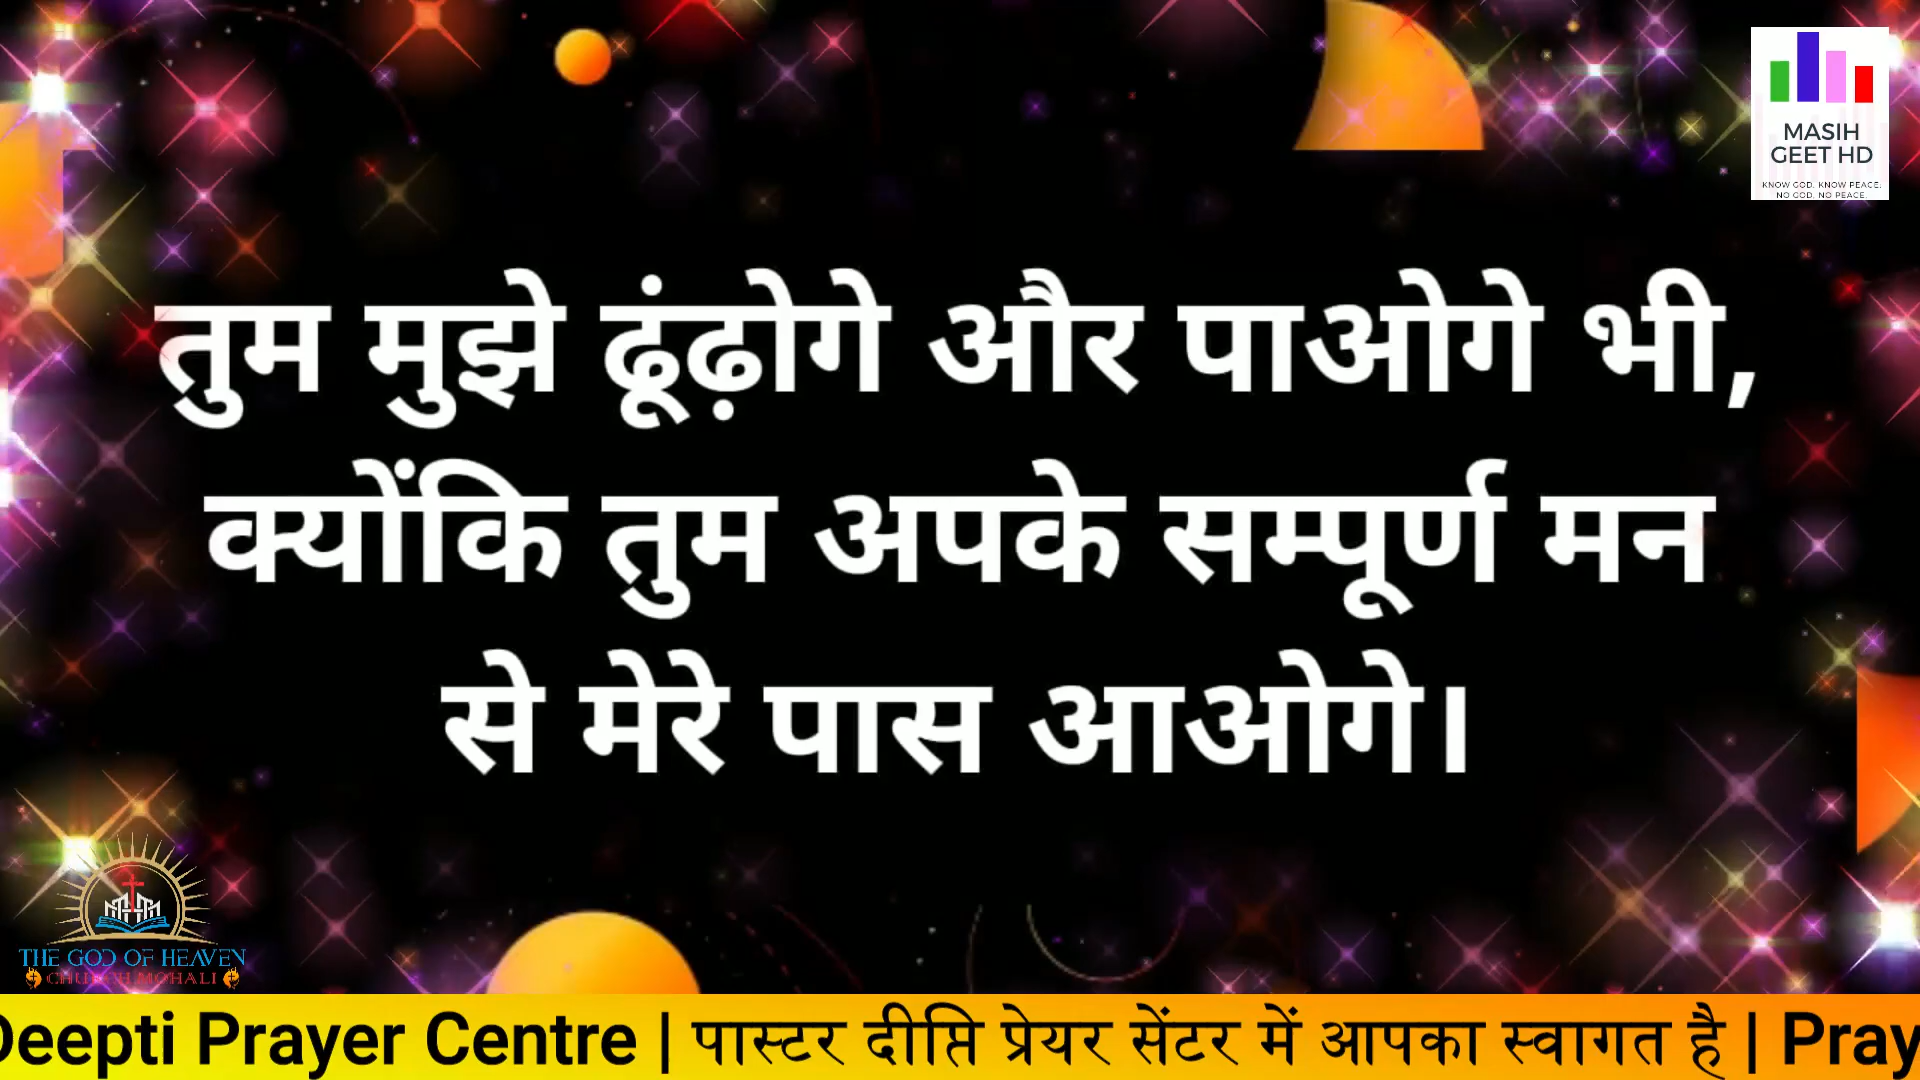 MASIH
GEET HD
KNOW GOD, KNOW PEACE.
NO GOD, NO PEACE.
तुम मुझे ढूंढ़ोगे और पाओगे भी,
क्योंकि तुम अपके सम्पूर्ण मन
से मेरे पास आओगे।
THE GOD OF HEAVEN
CHURCH MOHALI
Deepti Prayer Centre | पास्टर दीप्ति प्रेयर सेंटर में आपका स्वागत है | Pray